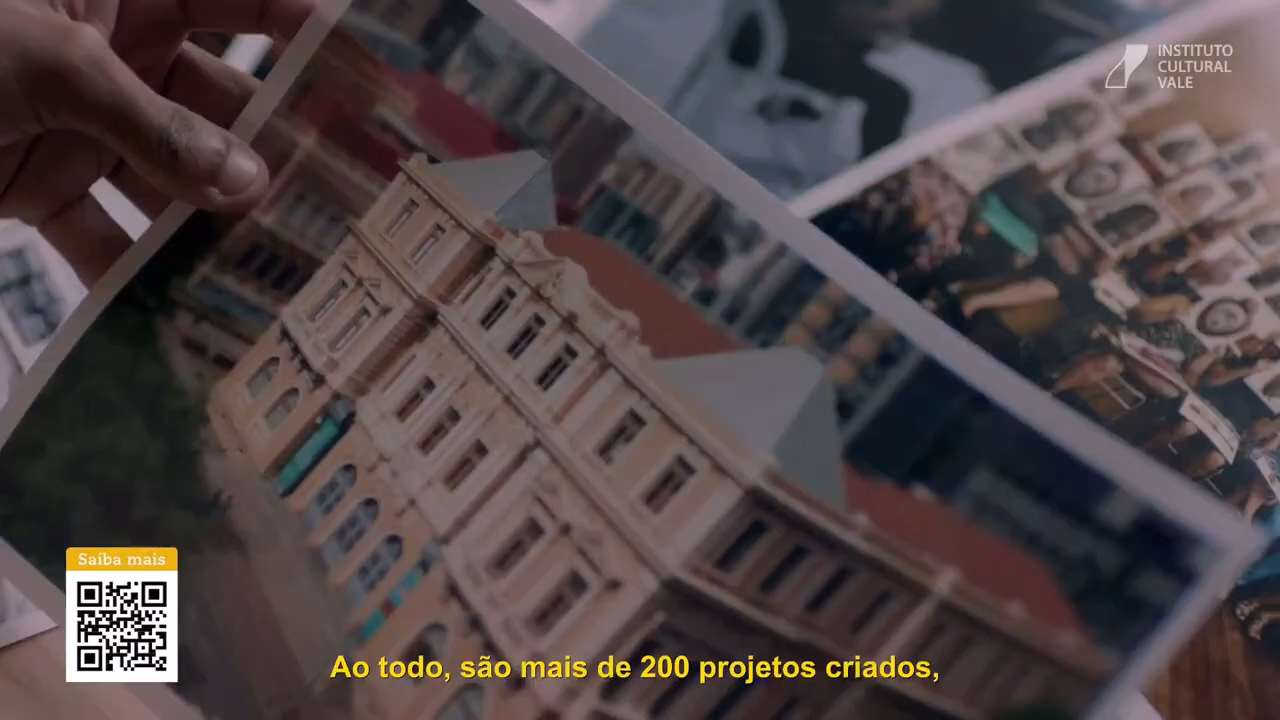 INSTITUTO
CULTURAL
VALE
Saiba mais
Ao todo, são mais de 200 projetos criados,